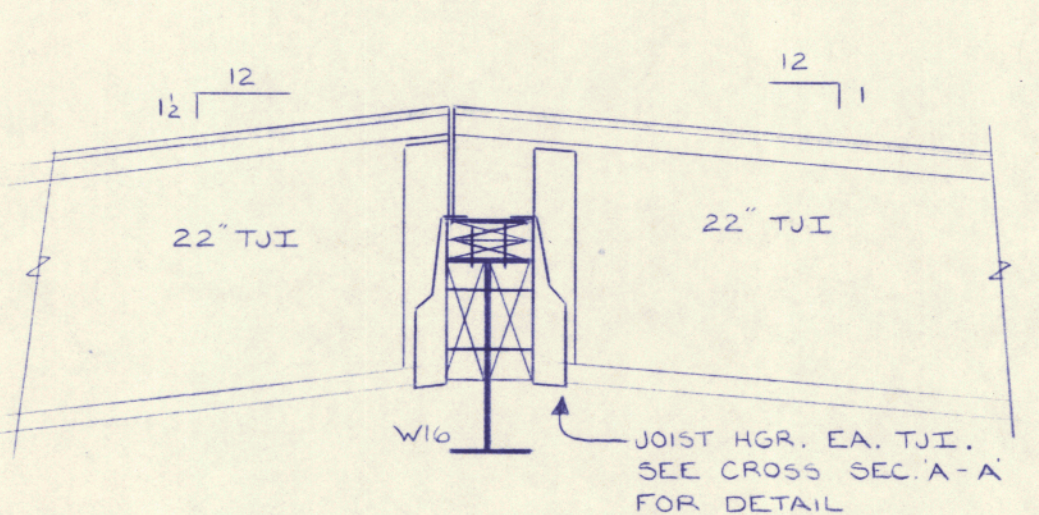 12
1½
12
1
22" TJI
22" TJI
W16
JOIST HGR. EA. TJI.
SEE CROSS SEC. 'A-A'
FOR DETAIL